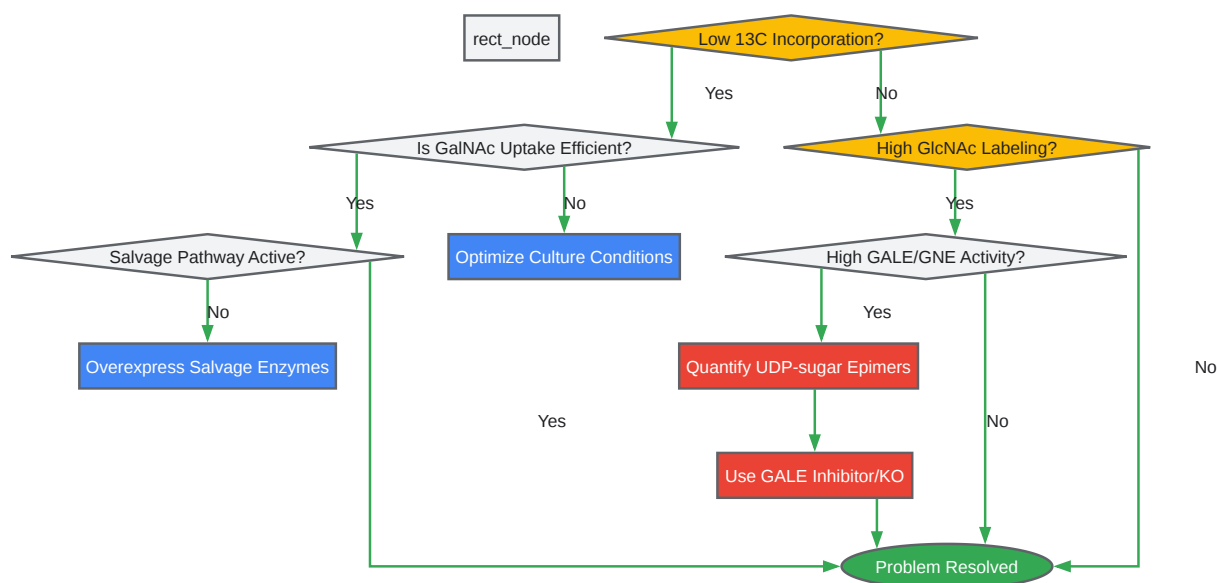 rect_node
Low 13C Incorporation?
Yes
No
Is GalNAc Uptake Efficient?
High GlcNAc Labeling?
Yes
No
Yes
Salvage Pathway Active?
Optimize Culture Conditions
High GALE/GNE Activity?
No
Yes
Overexpress Salvage Enzymes
Quantify UDP-sugar Epimers
No
Yes
No
Use GALE Inhibitor/KO
Problem Resolved